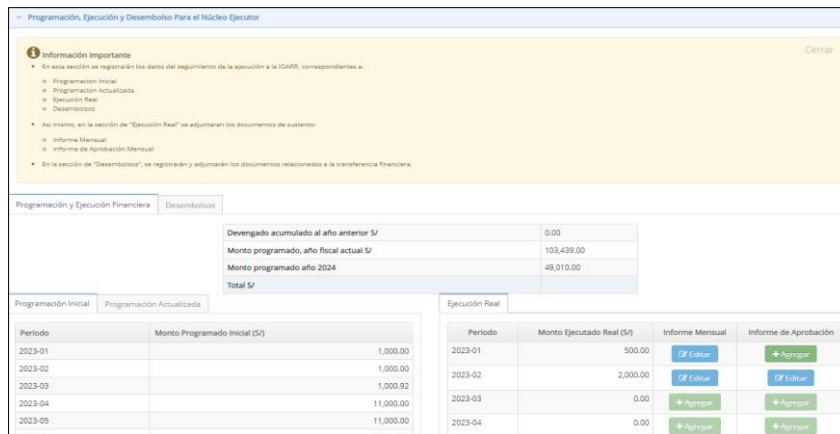 Programación, Ejecución y Desembolso Para el Núcleo Ejecutor
Información importante
Cerrar
En esta sección se registrarán los datos del seguimiento de la ejecución a la IOARR, correspondientes a:
Programacion Inicial
Programacion Actualizada
Ejecución Real
Desembolsos
Asi mismo, en la sección de "Ejecución Real" se adjuntaran los documentos de sustento:
Informe Mensual
Informe de Aprobación Mensual
En la sección de "Desembolsos", se registrarán y adjuntarán los documentos relacionados a la transferencia financiera.
Programación y Ejecución Financiera Desembolsos
Devengado acumulado al año anterior S/ 0.00
Monto programado, año fiscal actual S/ 103,439.00
Monto programado año 2024 49,010.00
Total S/
Programación Inicial Programación Actualizada
Periodo Monto Programado Inicial (S/)
2023-01 1,000.00
2023-02 1,000.00
2023-03 1,000.92
2023-04 11,000.00
2023-05 11,000.00
Ejecución Real
Periodo Monto Ejecutado Real (S/) Informe Mensual Informe de Aprobación
2023-01 500.00 Editar + Agregar
2023-02 2,000.00 Editar Editar
2023-03 0.00 + Agregar + Agregar
2023-04 0.00 + Agregar + Agregar